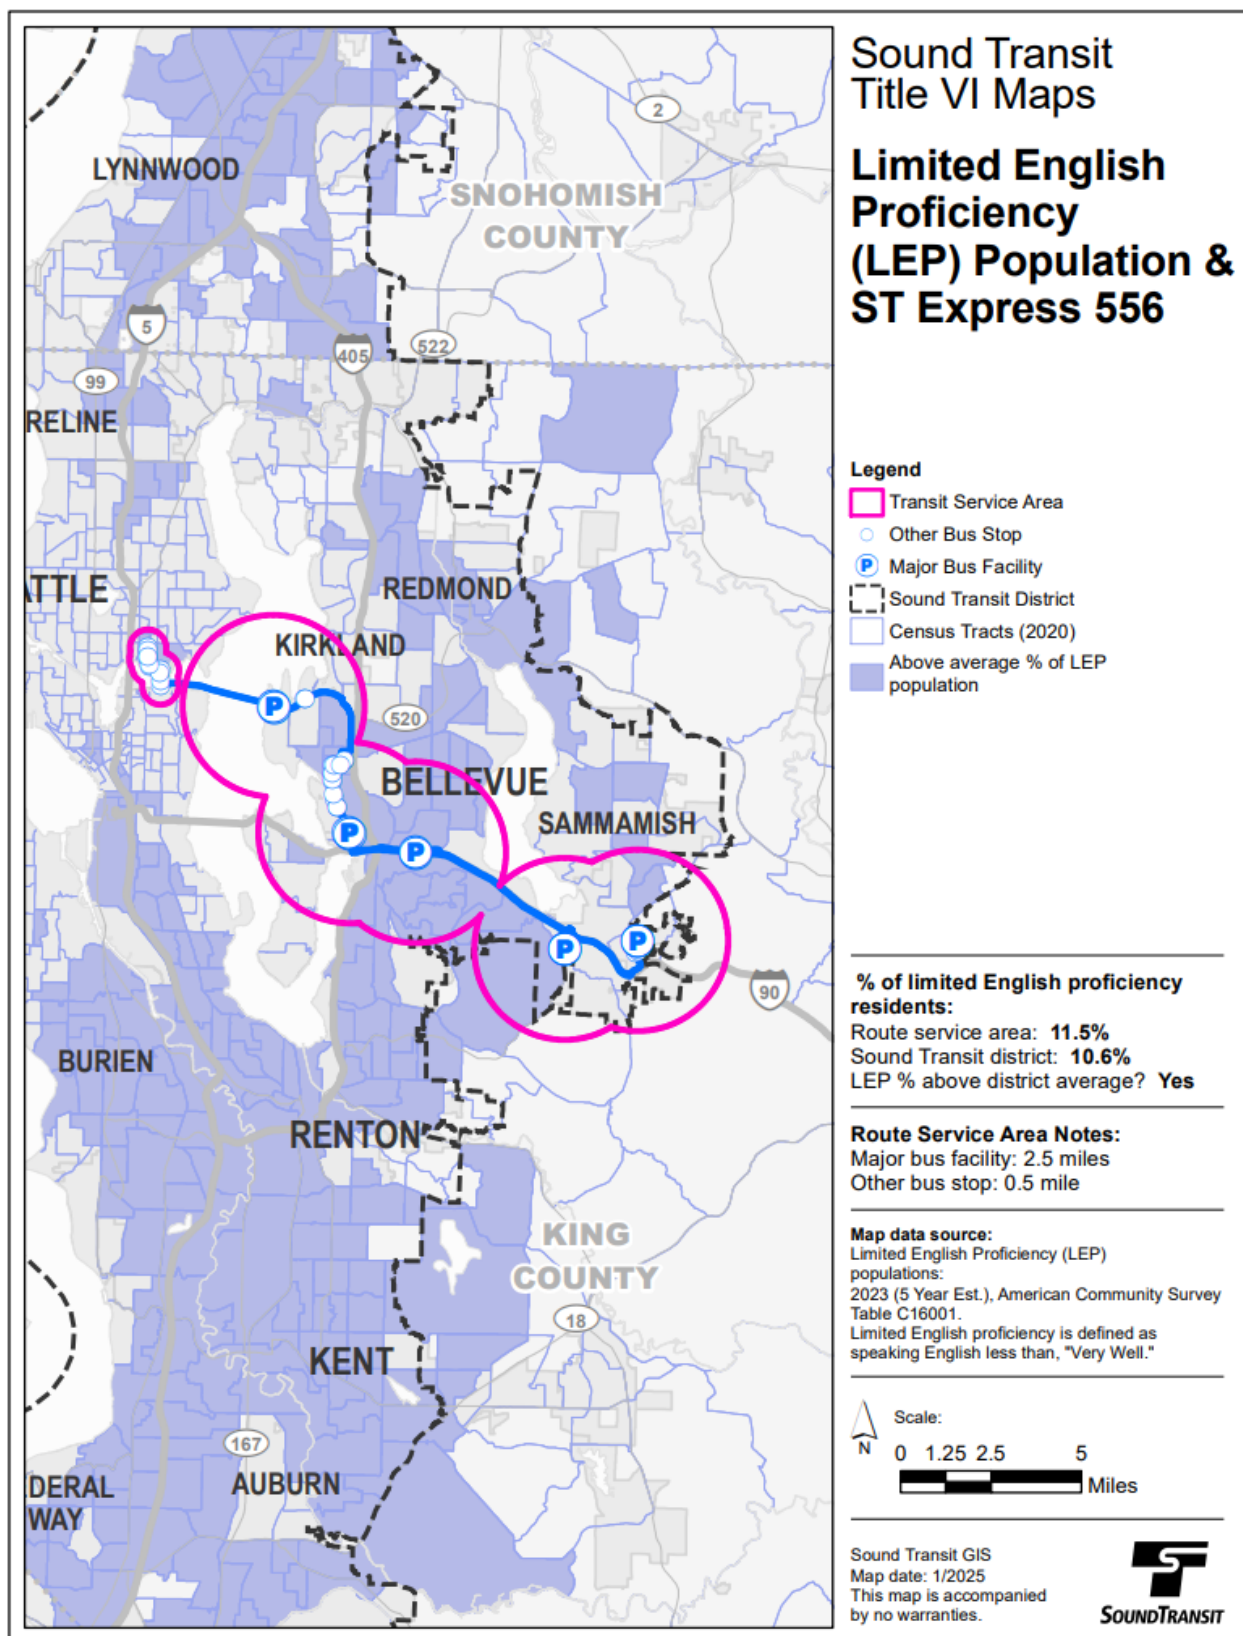 Sound Transit
Title VI Maps
Limited English
Proficiency
(LEP) Population &
ST Express 556
Legend
Transit Service Area
Other Bus Stop
P Major Bus Facility
Sound Transit District
Census Tracts (2020)
Above average % of LEP
population
% of limited English proficiency
residents:
Route service area: 11.5%
Sound Transit district: 10.6%
LEP % above district average? Yes
Route Service Area Notes:
Major bus facility: 2.5 miles
Other bus stop: 0.5 mile
Map data source:
Limited English Proficiency (LEP)
populations:
2023 (5 Year Est.), American Community Survey
Table C16001.
Limited English proficiency is defined as
speaking English less than, "Very Well."
Scale:
N
0 1.25 2.5 5
Miles
Sound Transit GIS
Map date: 1/2025
This map is accompanied
by no warranties.
SOUNDTRANSIT
2
LYNNWOOD
SNOHOMISH
COUNTY
5
405
522
99
RELINE
REDMOND
ATTLE
KIRKLAND
520
BELLEVUE
SAMMAMISH
P
P
P
P
P
90
BURIEN
RENTON
KING
COUNTY
18
KENT
167
AUBURN
DERAL
WAY